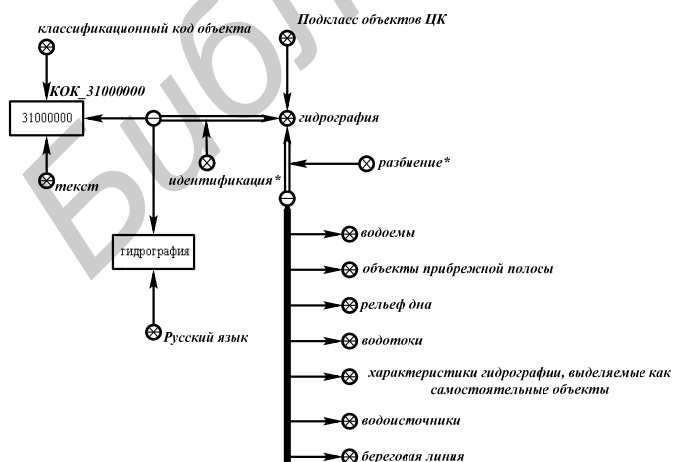 Подкласс объектов ЦК
классификационный код объекта
КОК_31000000
31000000
гидрография
разбиение*
идентификация*
текст
водоемы
гидрография
объекты прибрежной полосы
рельеф дна
Русский язык
водотоки
характеристики гидрографии, выделяемые как
самостоятельные объекты
водоисточники
береговая линия
Библ